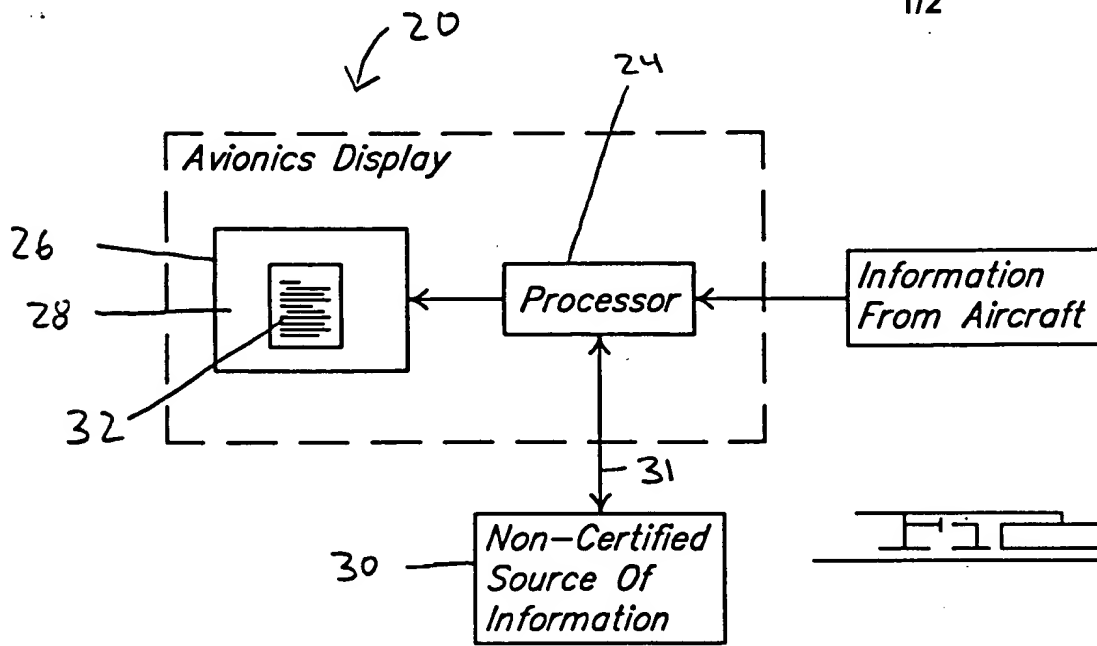 1/2
20
24
Avionics Display
26
28
32
Processor
Information
From Aircraft
31
30
Non-Certified
Source Of
Information